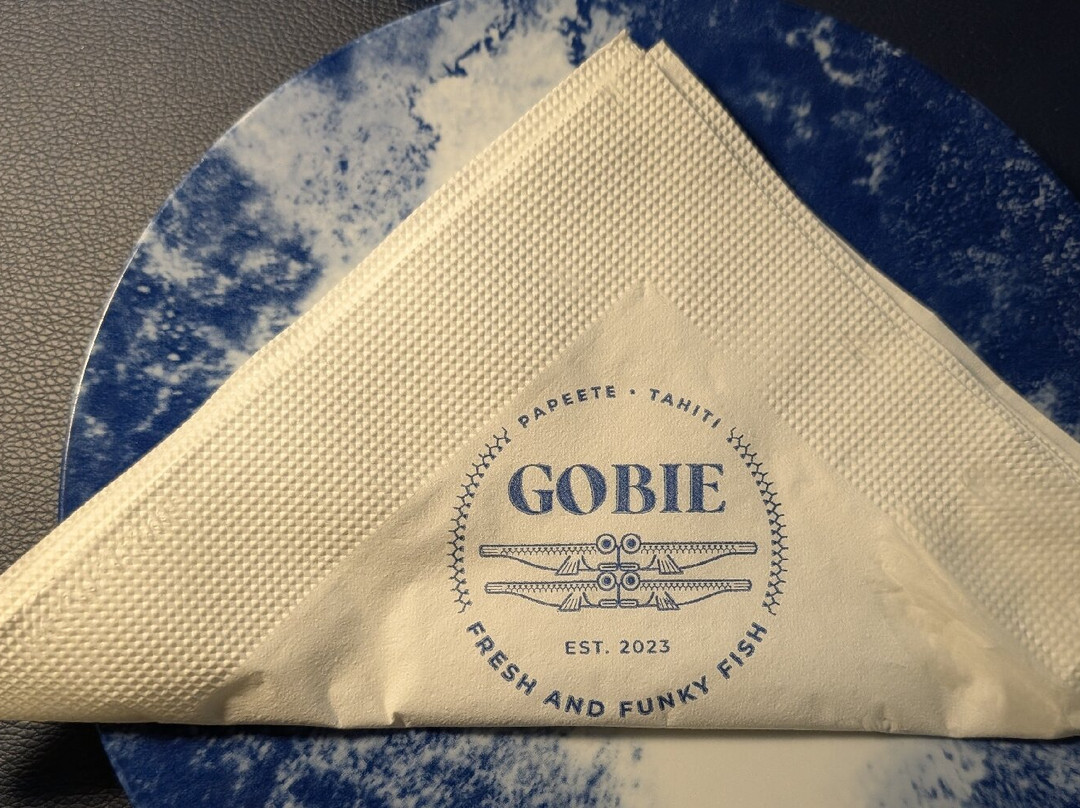 PAPEETE · TAHITI
GOBIE
EST. 2023
FRESH AND FUNKY FISH